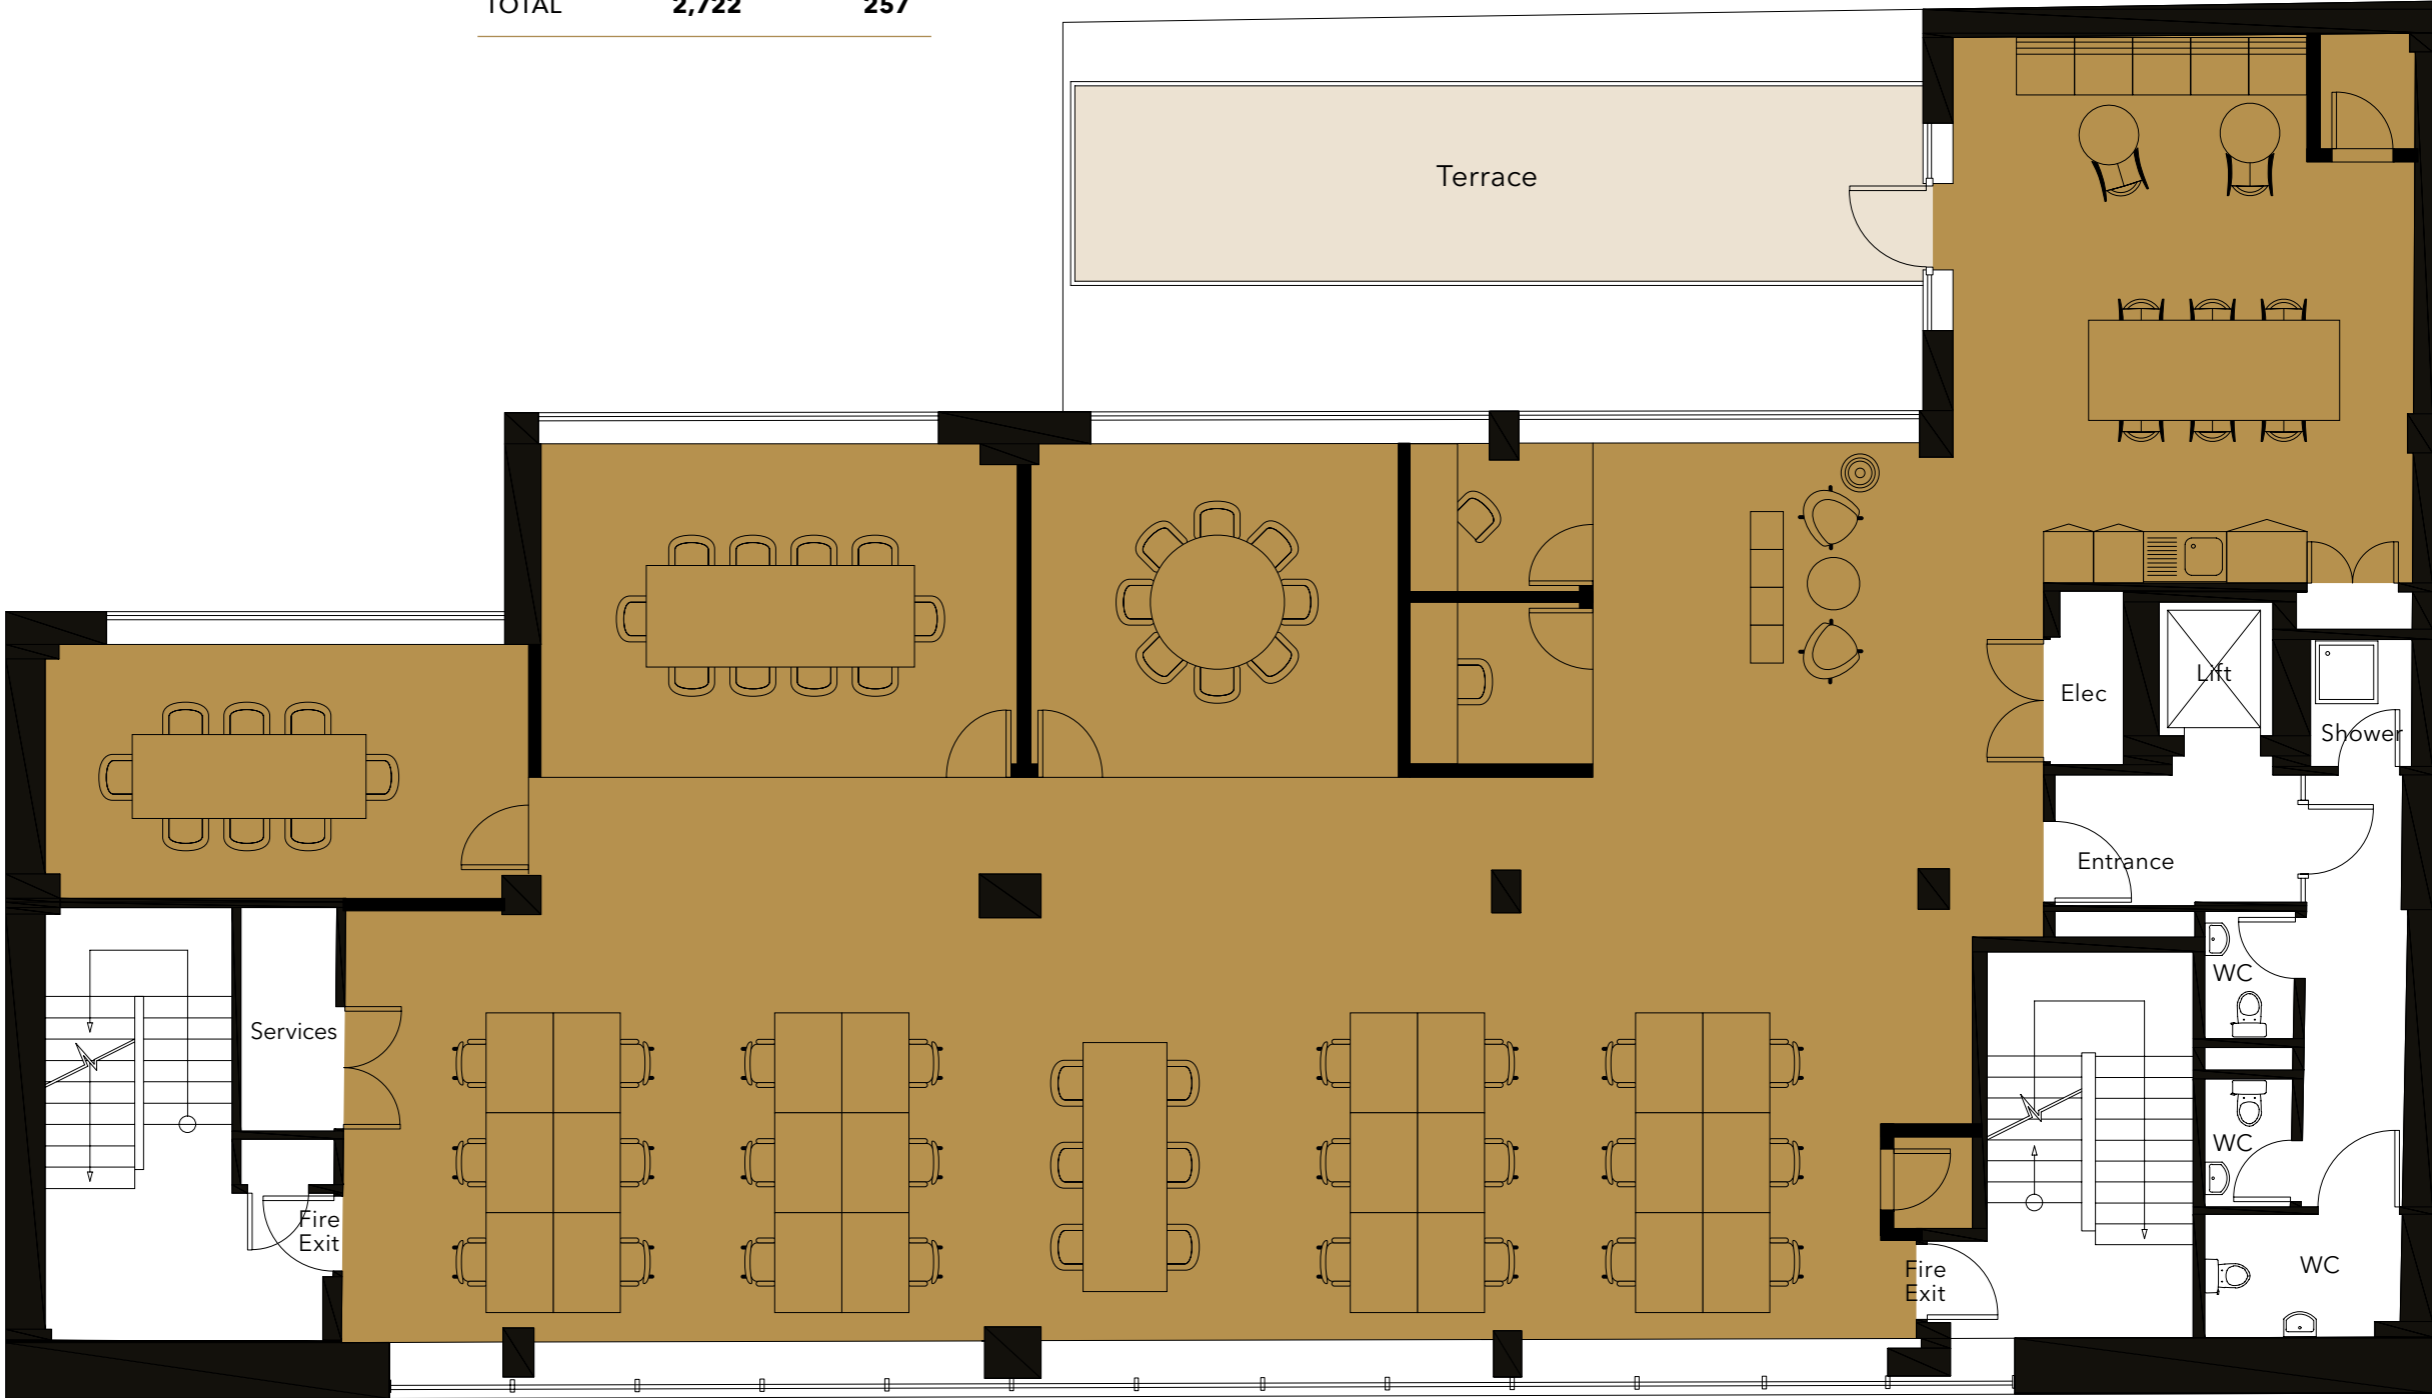 TOTAL 2,722 257
Terrace
Lift
Elec
Shower
Entrance
WC
Services
WC
Fire
Exit
Fire
Exit
WC